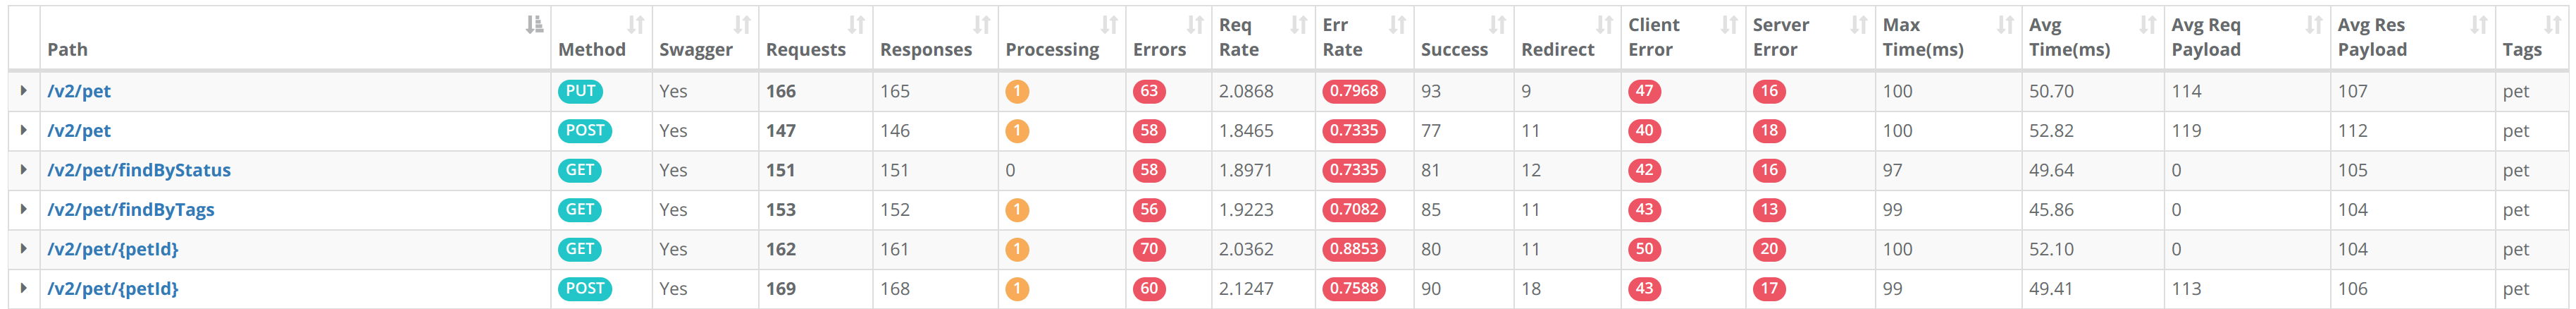 Path Method Swagger Requests Responses Processing Errors Req Rate Err Rate Success Redirect Client Error Server Error Max Time(ms) Avg Time(ms) Avg Req Payload Avg Res Payload Tags
/v2/pet PUT Yes 166 165 1 63 2.0868 0.7968 93 9 47 16 100 50.70 114 107 pet
/v2/pet POST Yes 147 146 1 58 1.8465 0.7335 77 11 40 18 100 52.82 119 112 pet
/v2/pet/findByStatus GET Yes 151 151 0 58 1.8971 0.7335 81 12 42 16 97 49.64 0 105 pet
/v2/pet/findByTags GET Yes 153 152 1 56 1.9223 0.7082 85 11 43 13 99 45.86 0 104 pet
/v2/pet/{petId} GET Yes 162 161 1 70 2.0362 0.8853 80 11 50 20 100 52.10 0 104 pet
/v2/pet/{petId} POST Yes 169 168 1 60 2.1247 0.7588 90 18 43 17 99 49.41 113 106 pet